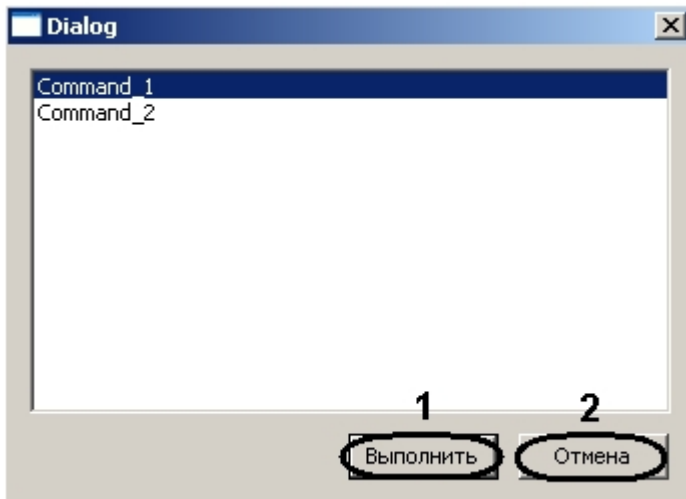 Dialog
Command_1
Command_2
1 2
Выполнить Отмена